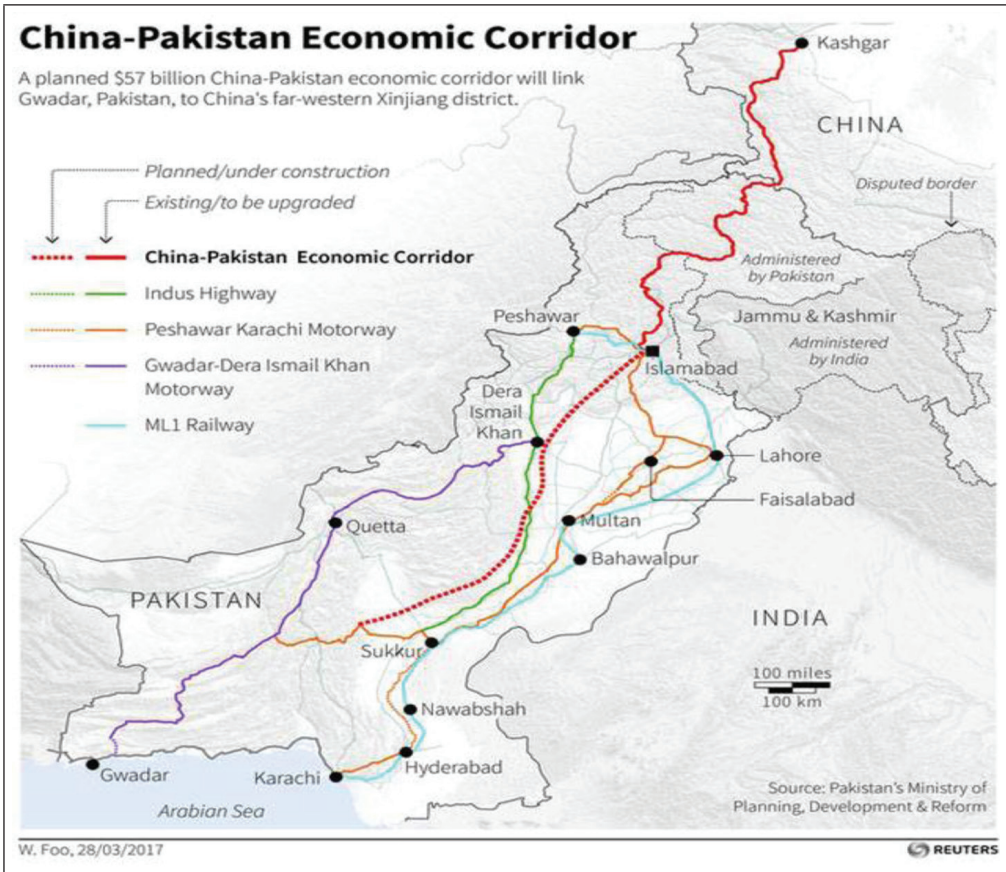 China-Pakistan Economic Corridor
A planned $57 billion China-Pakistan economic corridor will link
Gwadar, Pakistan, to China's far-western Xinjiang district.
Planned/under construction
Existing/to be upgraded
China-Pakistan Economic Corridor
Indus Highway
Peshawar Karachi Motorway
Gwadar-Dera Ismail Khan
Motorway
ML1 Railway
Kashgar
CHINA
Disputed border
Administered
by Pakistan
Jammu & Kashmir
Administered
by India
Peshawar
Islamabad
Dera
Ismail
Khan
Lahore
Faisalabad
Quetta
Multan
Bahawalpur
PAKISTAN
INDIA
Sukkur
100 miles
100 km
Nawabshah
Hyderabad
Gwadar
Karachi
Arabian Sea
Source: Pakistan's Ministry of
Planning, Development & Reform
W. Foo, 28/03/2017
REUTERS